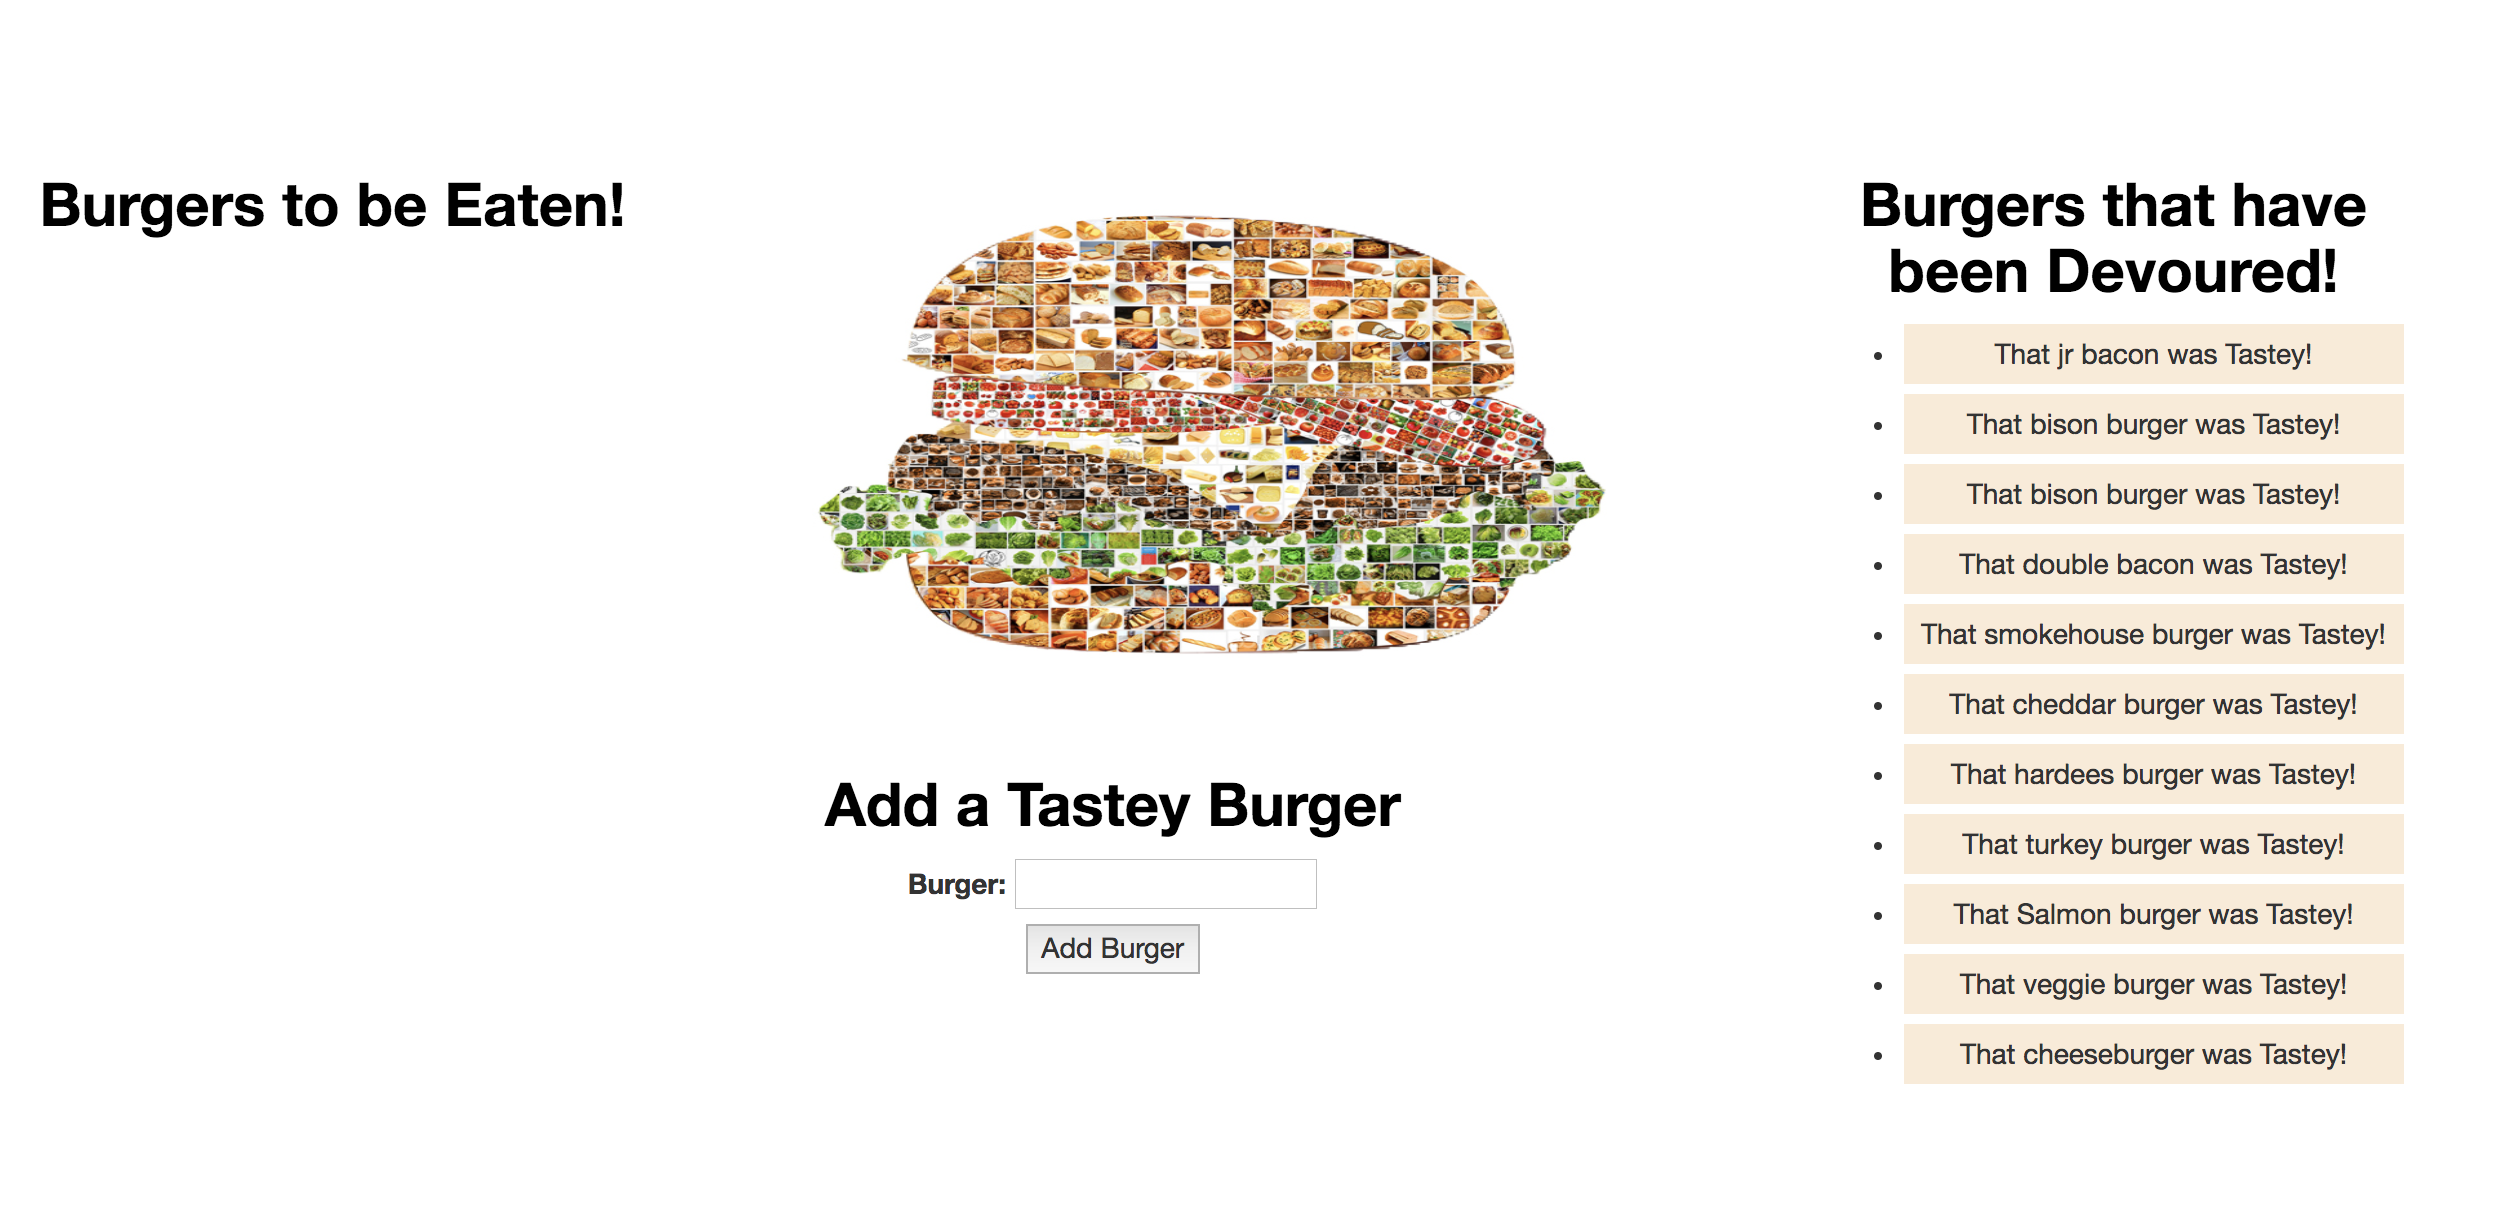 Burgers to be Eaten!
Add a Tastey Burger
Burger:
Add Burger
Burgers that have
been Devoured!
That jr bacon was Tastey!
That bison burger was Tastey!
That bison burger was Tastey!
That double bacon was Tastey!
That smokehouse burger was Tastey!
That cheddar burger was Tastey!
That hardees burger was Tastey!
That turkey burger was Tastey!
That Salmon burger was Tastey!
That veggie burger was Tastey!
That cheeseburger was Tastey!